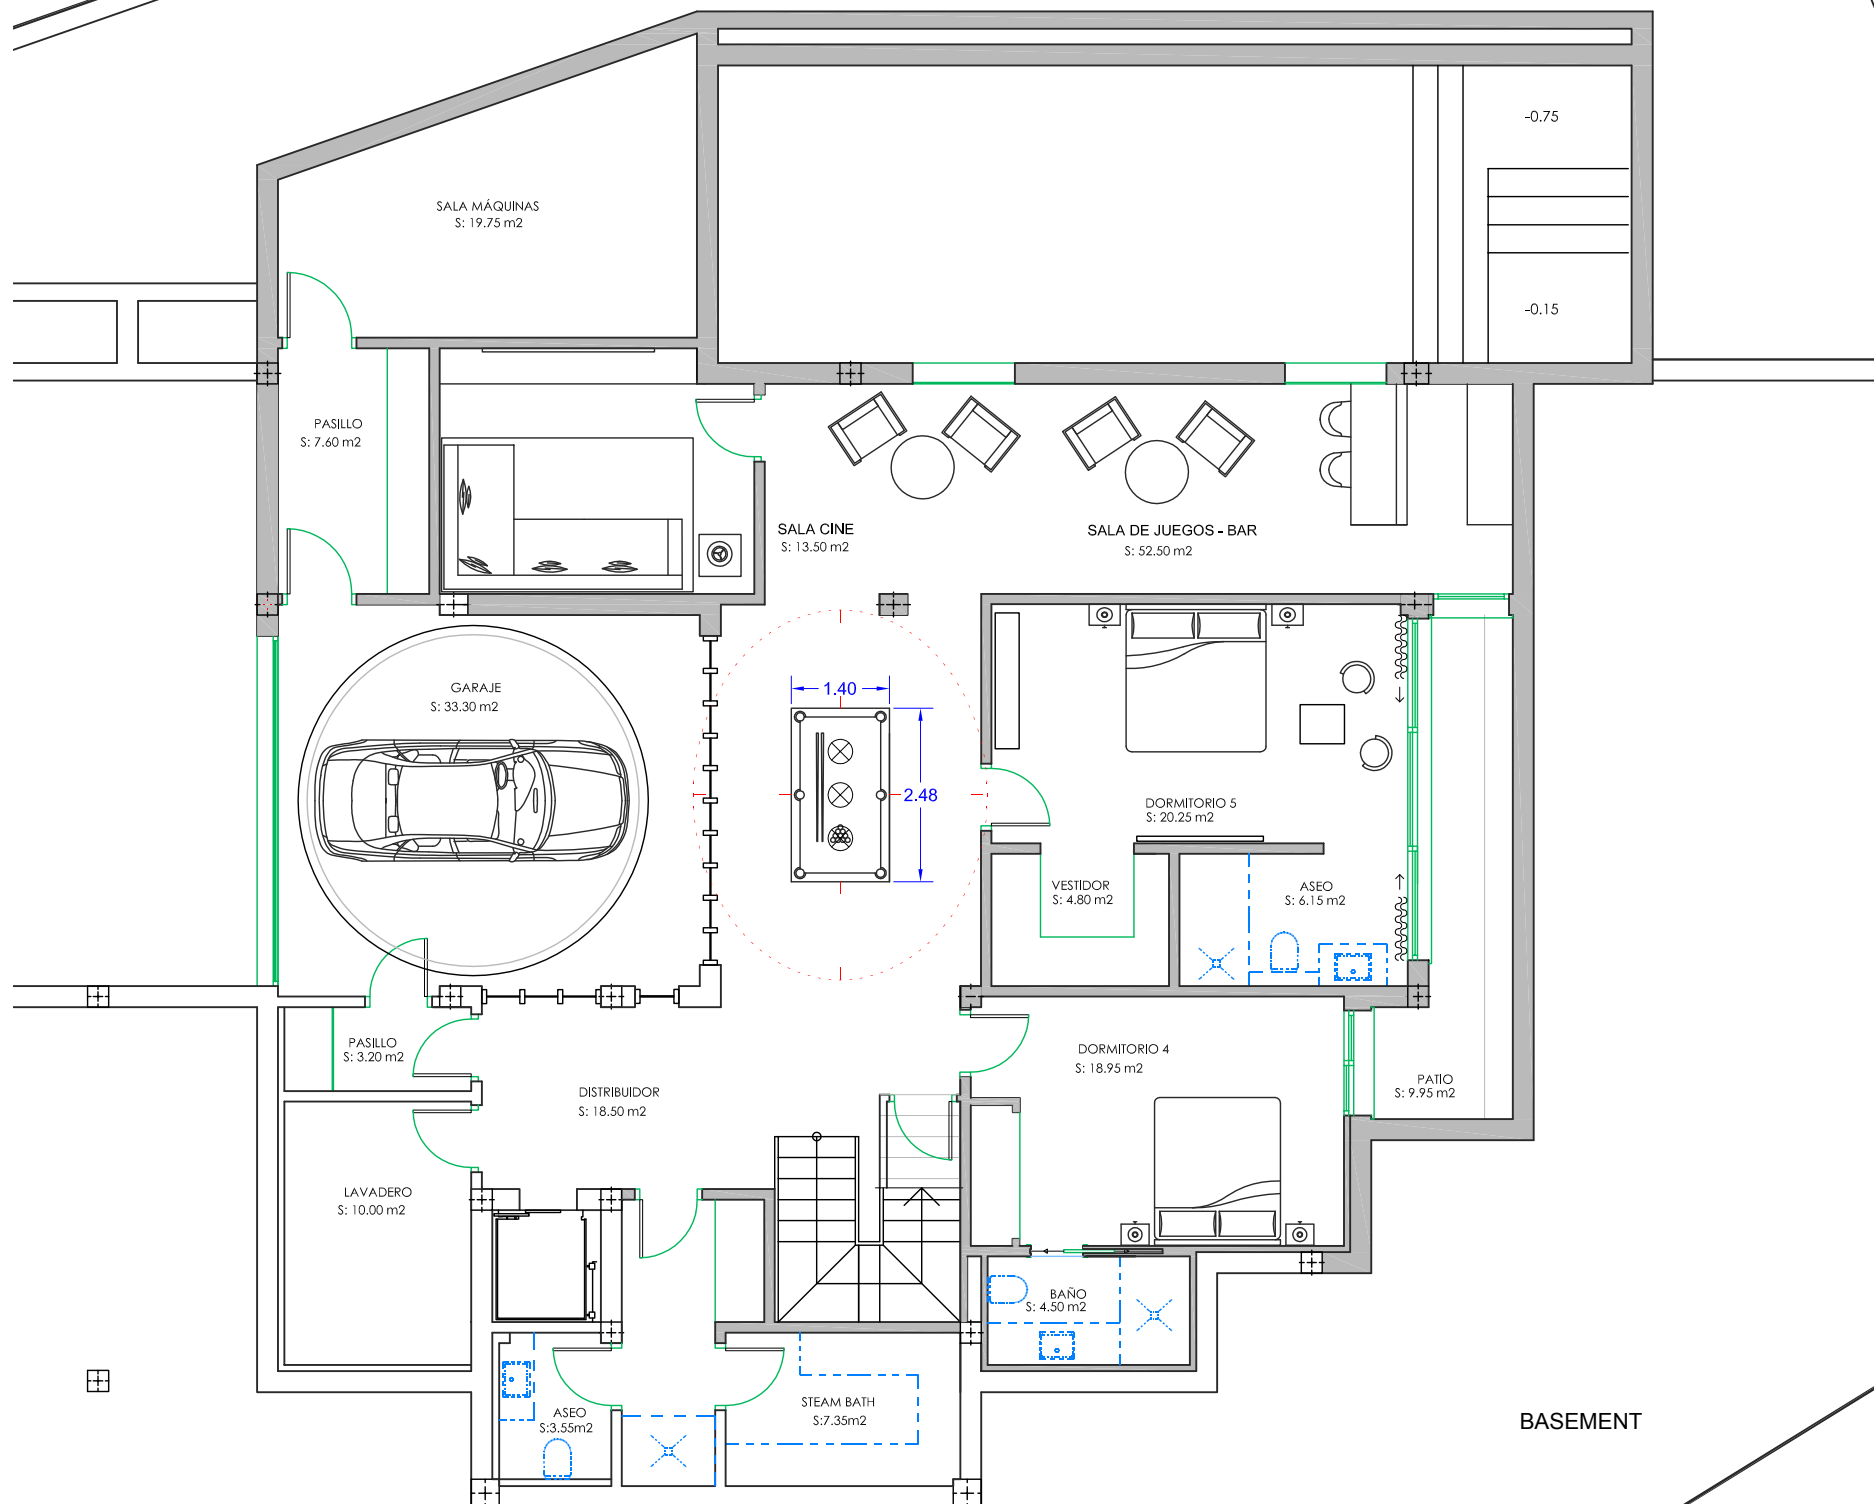 -0.75
SALA MÁQUINAS
S: 19.75 m2
-0.15
PASILLO
S: 7.60 m2
SALA CINE
S: 13.50 m2
SALA DE JUEGOS - BAR
S: 52.50 m2
GARAJE
S: 33.30 m2
1.40
2.48
DORMITORIO 5
S: 20.25 m2
VESTIDOR
S: 4.80 m2
ASEO
S: 6.15 m2
PASILLO
S: 3.20 m2
DORMITORIO 4
S: 18.95 m2
DISTRIBUIDOR
S: 18.50 m2
PATIO
S: 9.95 m2
LAVADERO
S: 10.00 m2
BAÑO
S: 4.50 m2
STEAM BATH
S:7.35m2
ASEO
S:3.55m2
BASEMENT